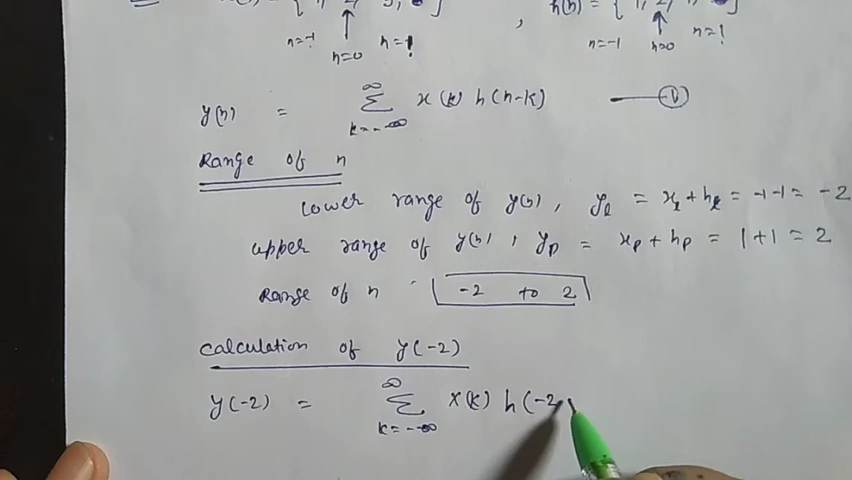 n=-1 n=0 n=1 , n=-1 n=0 n=1
y(n) = ∞ Σ k=-∞ x(k) h(n-k) —①
Range of n
Lower range of y(n), yl = xl + hl = -1-1 = -2
upper range of y(n), yp = xp + hp = 1+1 = 2
Range of n -2 to 2
calculation of y(-2)
y(-2) = ∞ Σ k=-∞ x(k) h(-2